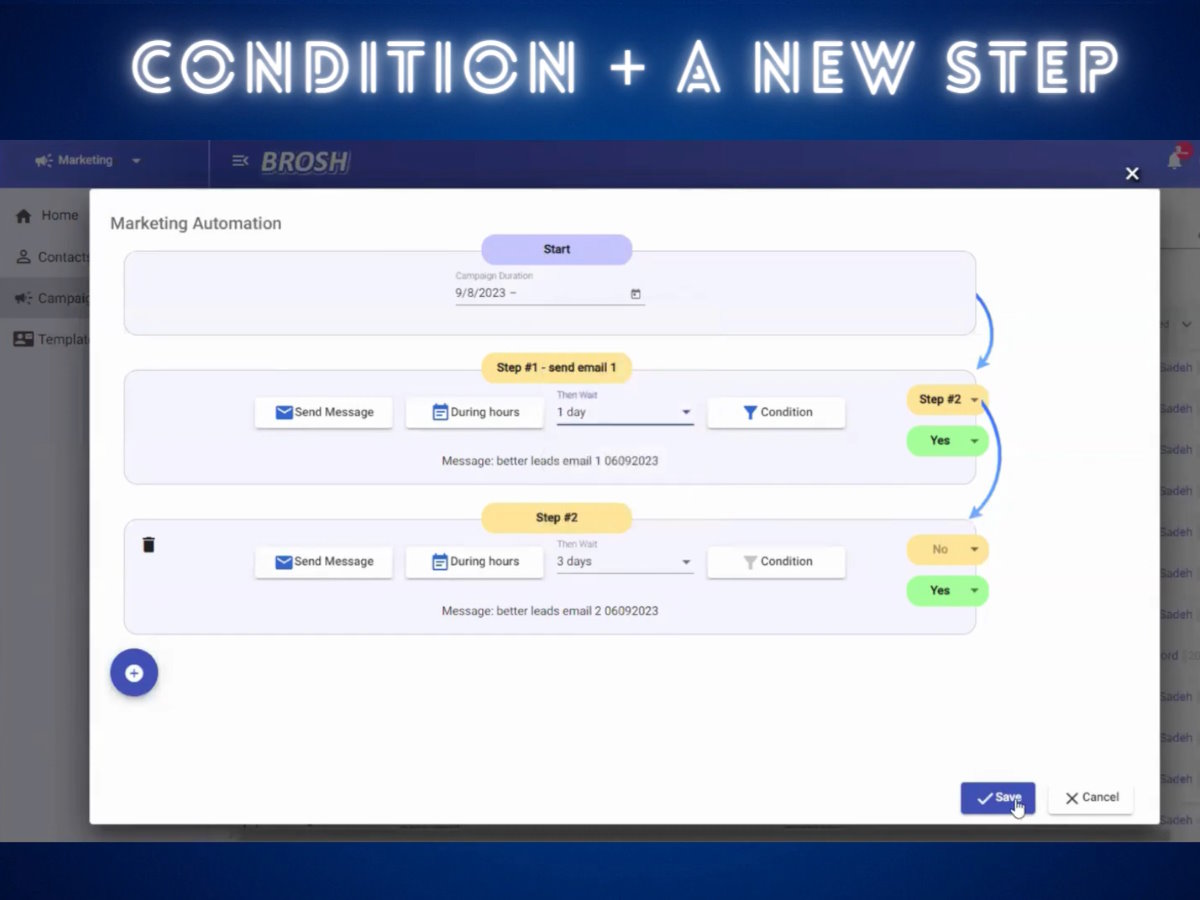 CONDITION + A NEW STEP
Marketing
BROSH
Home
Contacts
Marketing Automation
Start
Campaign Duration
9/8/2023 –
Step #1 - send email 1
Send Message
During hours
Then Wait
1 day
Condition
Step #2
Yes
Message: better leads email 1 06092023
Step #2
Send Message
During hours
Then Wait
3 days
Condition
No
Yes
Message: better leads email 2 06092023
Save
Cancel
Sadeh
Sadeh
Sadeh
Sadeh
Sadeh
Sadeh
Sadeh
Sadeh
Sadeh
Sadeh
Sadeh